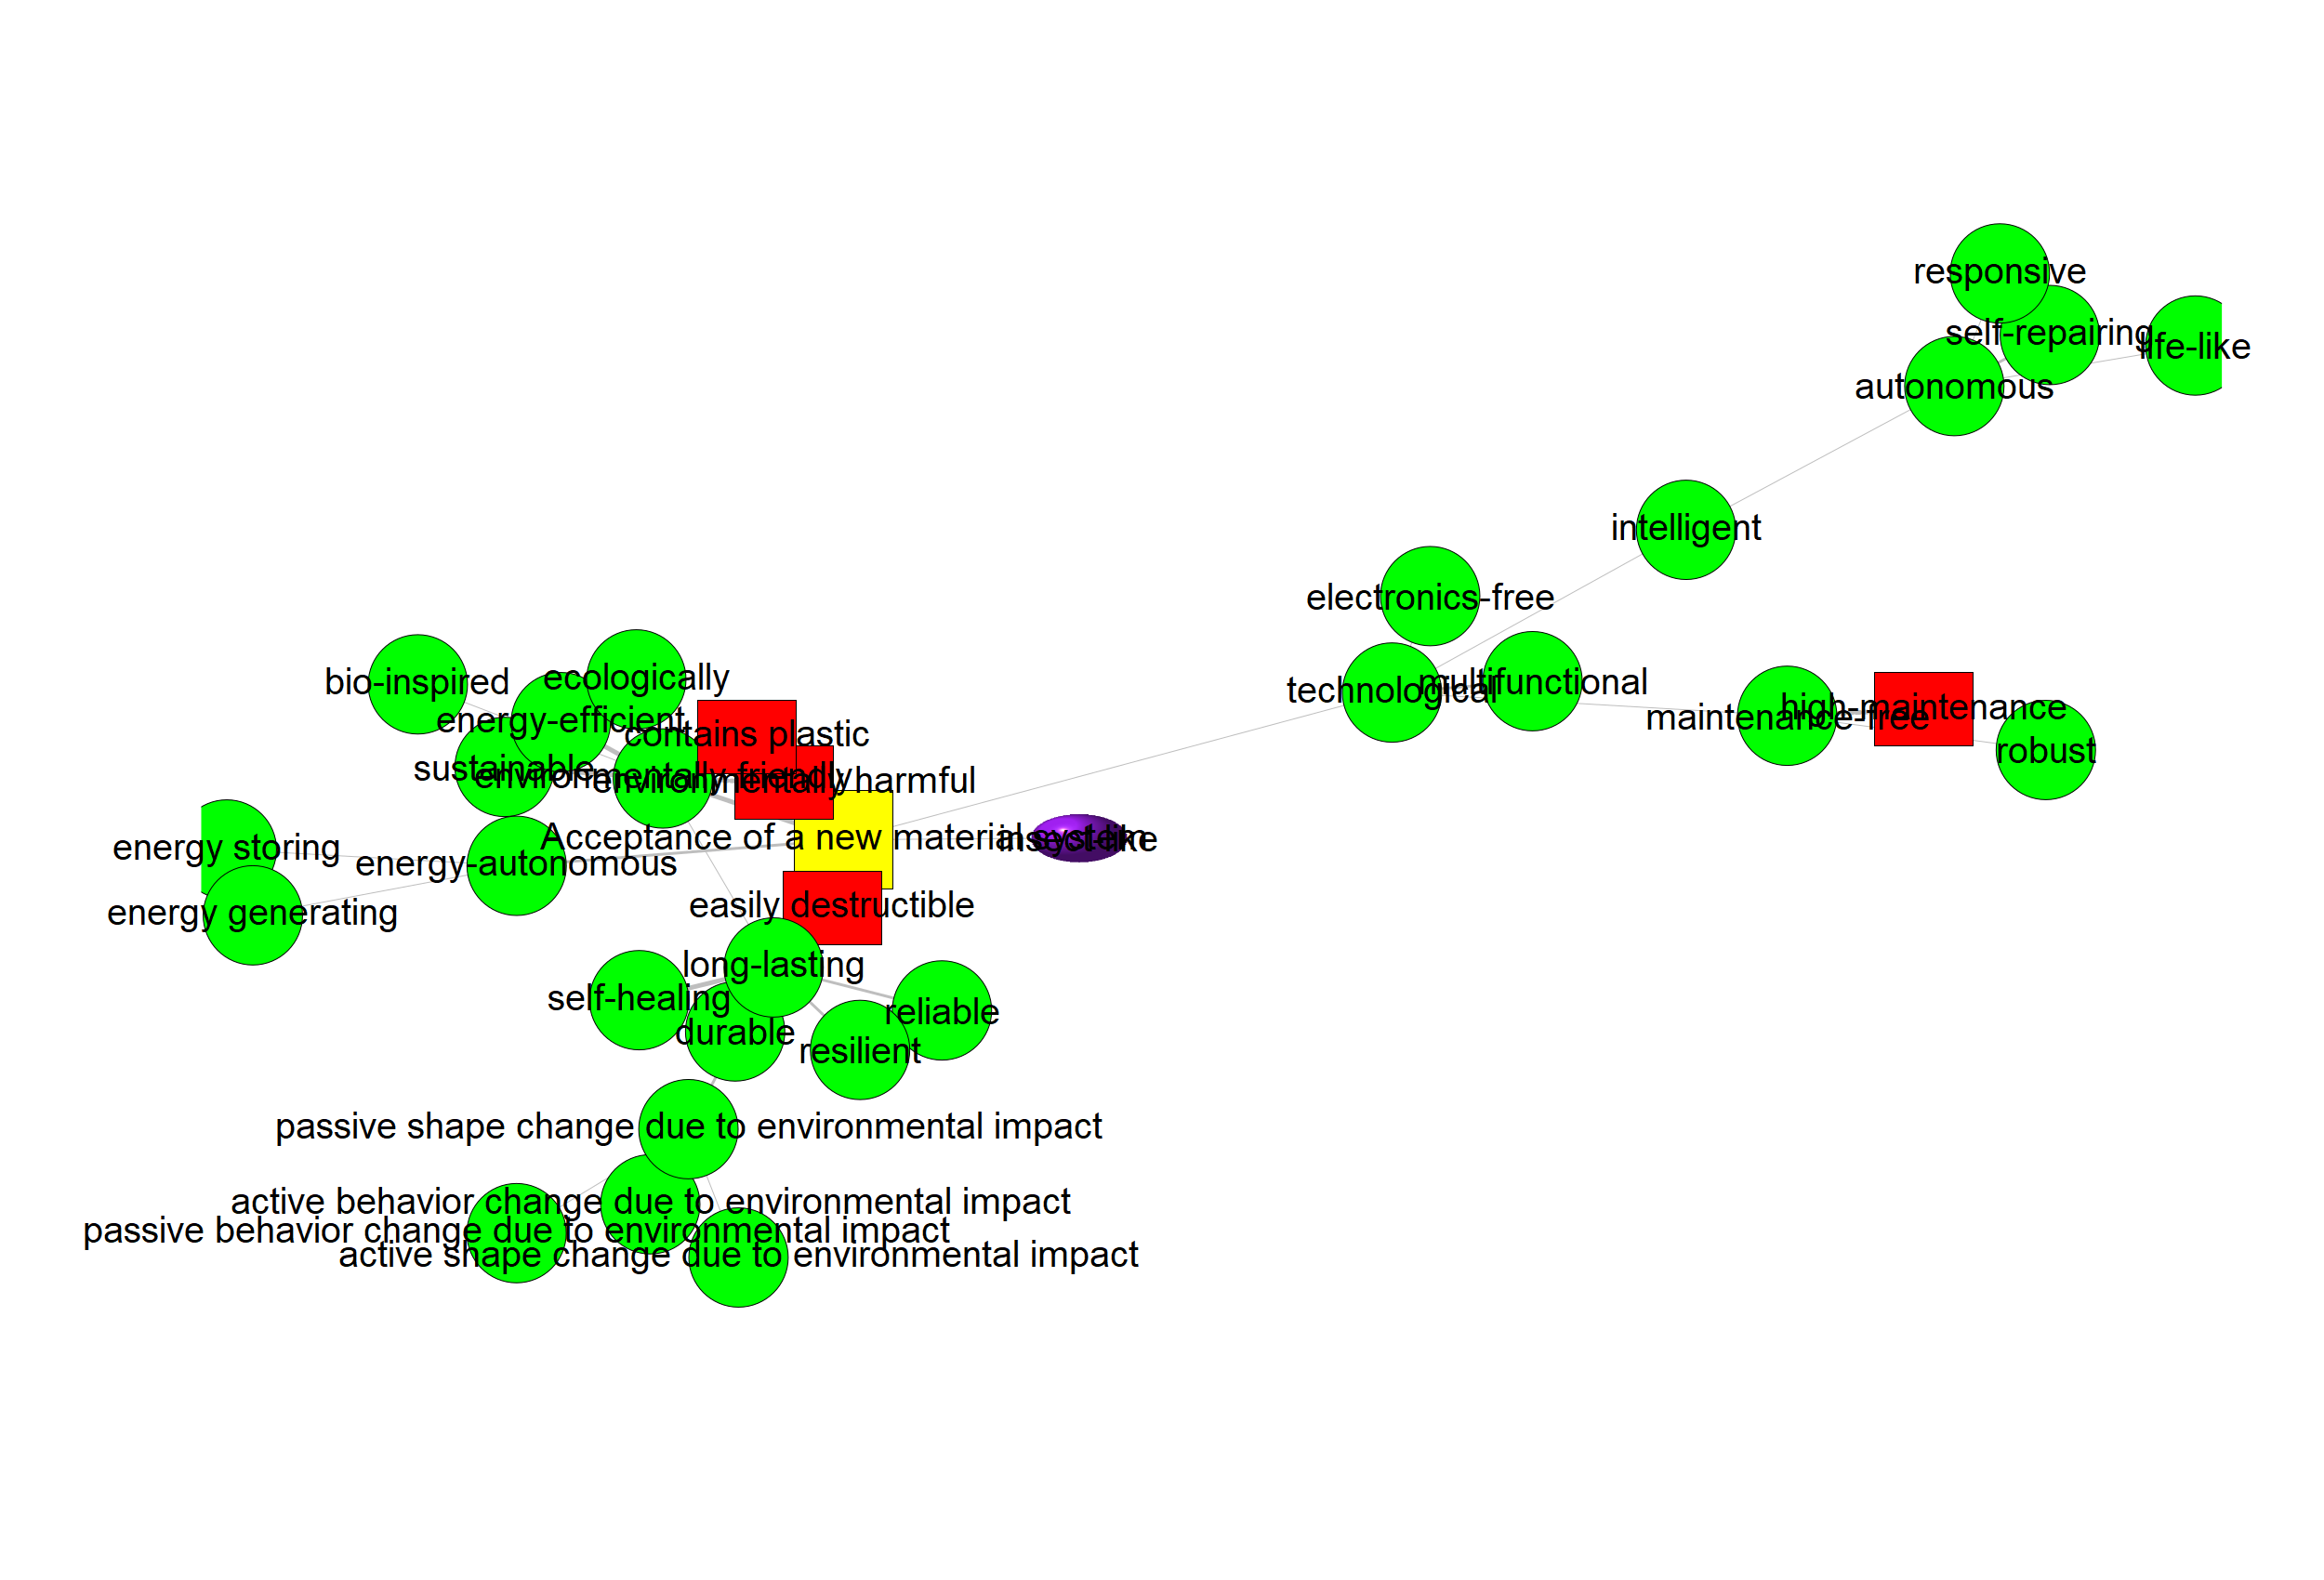 responsive
self-repairing
life-like
autonomous
intelligent
electronics-free
bio-inspired
ecologically
technological
multifunctional
energy-efficient
contains plastic
maintenance-free
high-maintenance
robust
sustainable
environmentally friendly
environmentally harmful
Acceptance of a new material system
insect-like
energy storing
energy-autonomous
energy generating
easily destructible
long-lasting
self-healing
reliable
durable
resilient
passive shape change due to environmental impact
active behavior change due to environmental impact
passive behavior change due to environmental impact
active shape change due to environmental impact